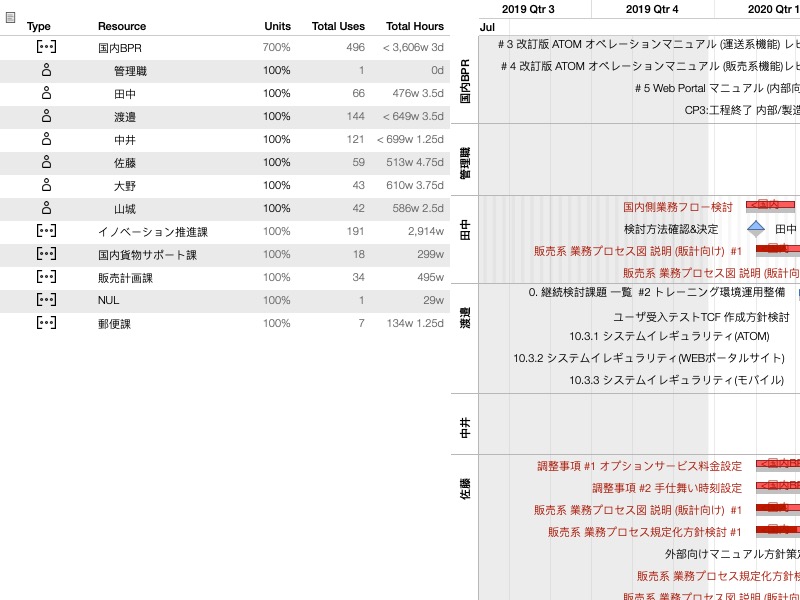 Type Resource Units Total Uses Total Hours
国内BPR 700% 496 < 3,606w 3d
管理職 100% 1 0d
田中 100% 66 476w 3.5d
渡邉 100% 144 < 649w 3.5d
中井 100% 121 < 699w 1.25d
佐藤 100% 59 513w 4.75d
大野 100% 43 610w 3.75d
山城 100% 42 586w 2.5d
イノベーション推進課 100% 191 2,914w
国内貨物サポート課 100% 18 299w
販売計画課 100% 34 495w
NUL 100% 1 29w
郵便課 100% 7 134w 1.25d
2019 Qtr 3 2019 Qtr 4 2020 Qtr 1
Jul
国内BPR
# 3 改訂版 ATOM オペレーションマニュアル (運送系機能) レビ
# 4 改訂版 ATOM オペレーションマニュアル (販売系機能)レビ
# 5 Web Portal マニュアル (内部向
CP3:工程終了 内部/製造
管理職
田中
国内側業務フロー検討 <国内
検討方法確認&決定 田中
販売系 業務プロセス図 説明 (販計向け) #1 国内
販売系 業務プロセス図 説明 (販計向
渡邉
0. 継続検討課題 一覧 #2 トレーニング環境運用整備
ユーザ受入テストTCF 作成方針検討
10.3.1 システムイレギュラリティ(ATOM)
10.3.2 システムイレギュラリティ(WEBポータルサイト)
10.3.3 システムイレギュラリティ(モバイル)
中井
佐藤
調整事項 #1 オプションサービス料金設定 <国内BP
調整事項 #2 手仕舞い時刻設定 <国内BP
販売系 業務プロセス図 説明 (販計向け) #1 国内
販売系 業務プロセス規定化方針検討 #1 国内
外部向けマニュアル方針策定
販売系 業務プロセス規定化方針検
販売系 業務プロセス図 説明 (販計向